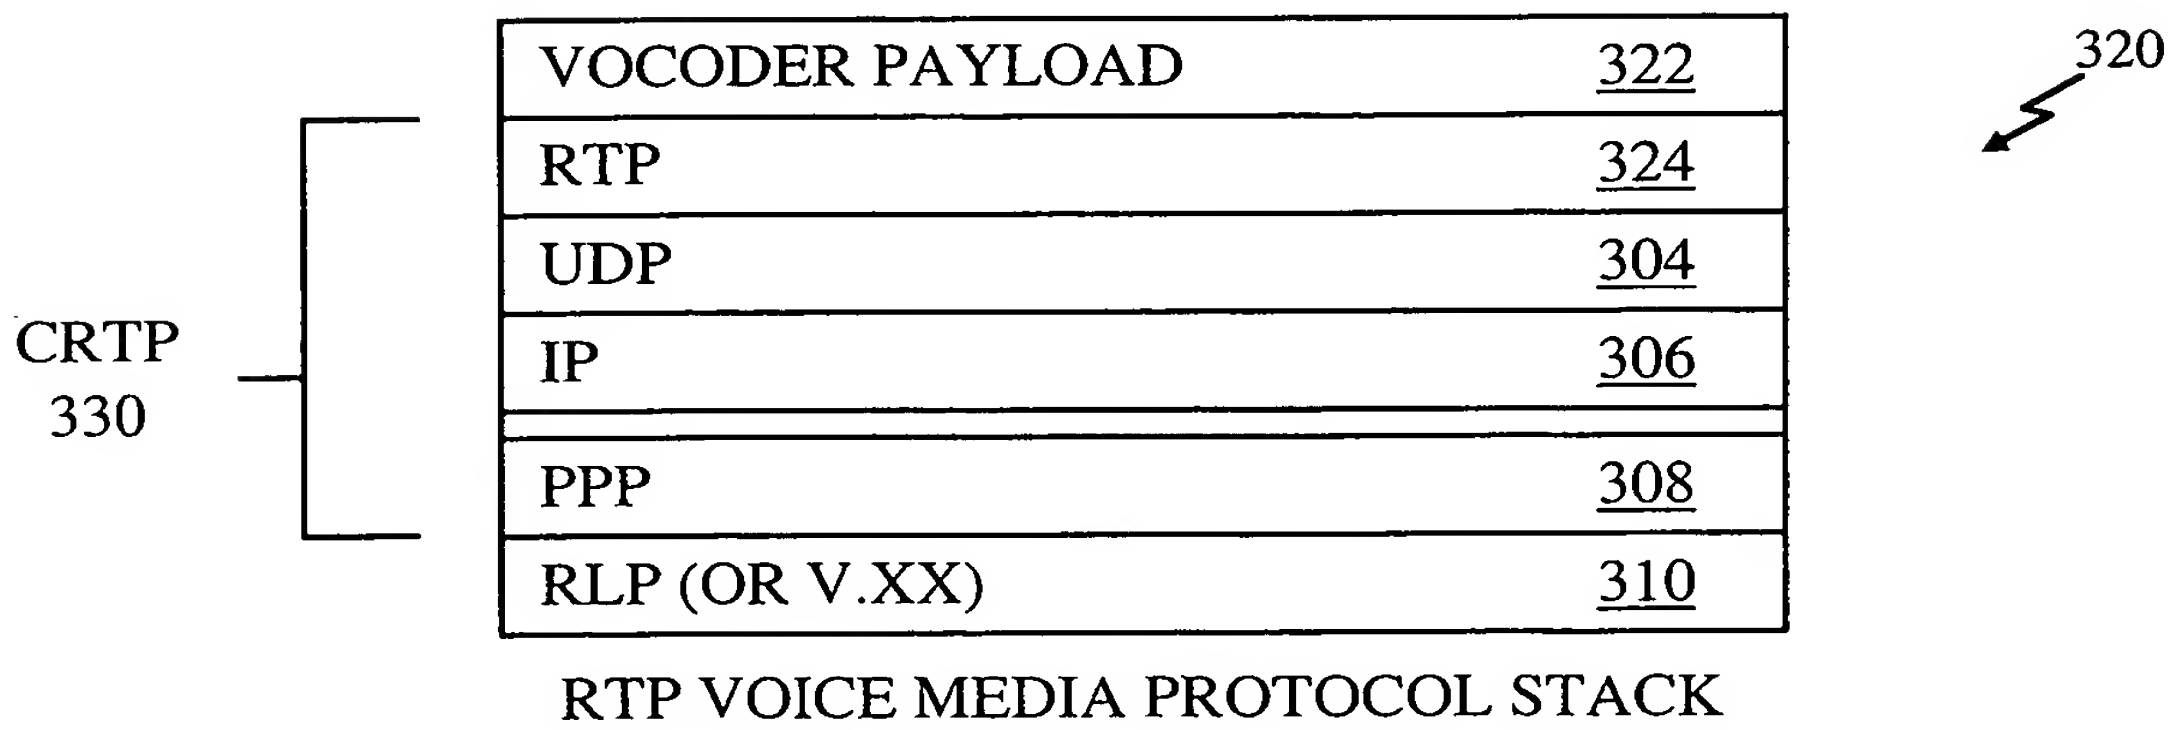 VOCODER PAYLOAD 322
320
RTP 324
UDP 304
CRTP
330
IP 306
PPP 308
RLP (OR V.XX) 310
RTP VOICE MEDIA PROTOCOL STACK